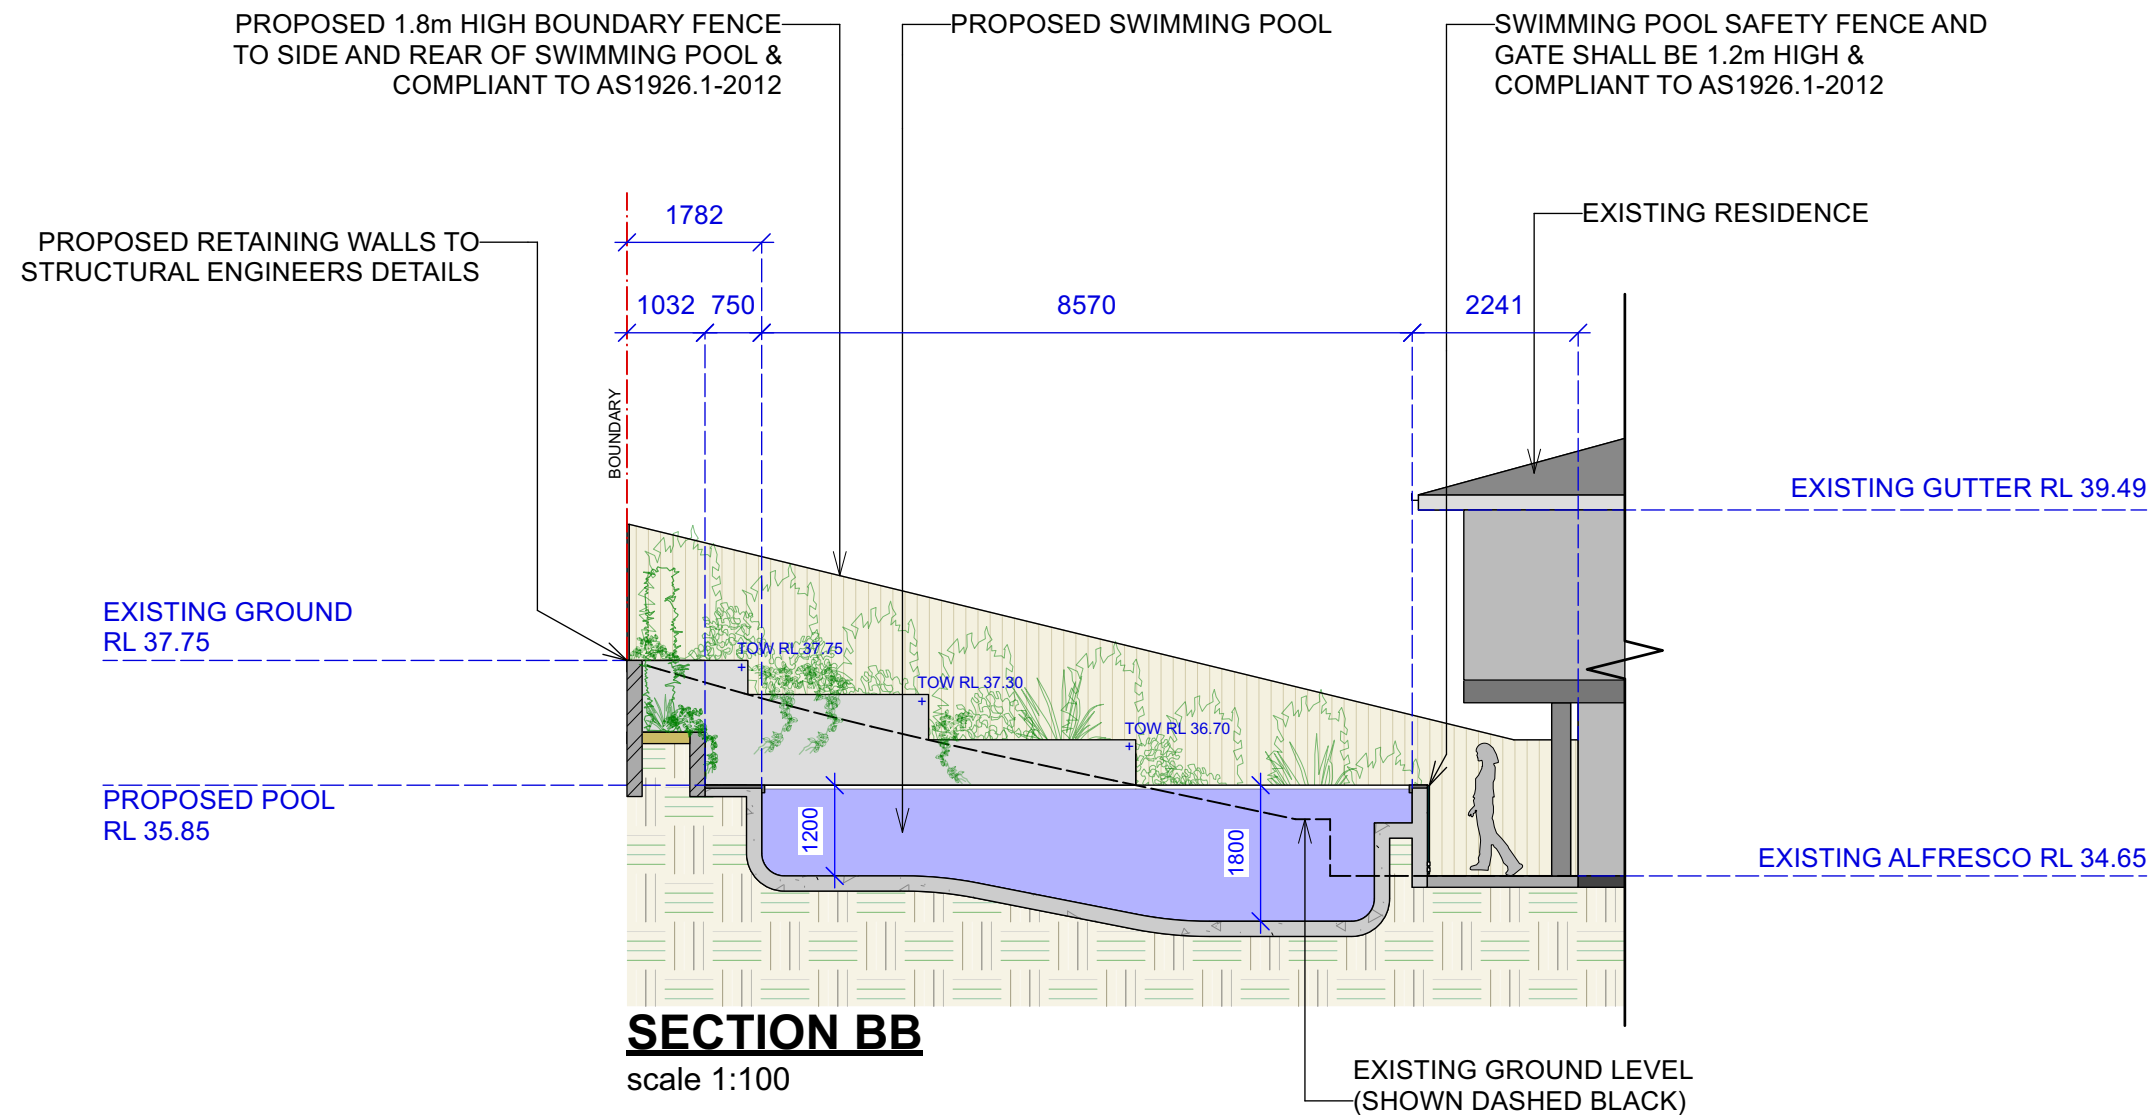 PROPOSED 1.8m HIGH BOUNDARY FENCE
TO SIDE AND REAR OF SWIMMING POOL &
COMPLIANT TO AS1926.1-2012
PROPOSED SWIMMING POOL
SWIMMING POOL SAFETY FENCE AND
GATE SHALL BE 1.2m HIGH &
COMPLIANT TO AS1926.1-2012
PROPOSED RETAINING WALLS TO
STRUCTURAL ENGINEERS DETAILS
1782
EXISTING RESIDENCE
1032
750
8570
2241
BOUNDARY
EXISTING GUTTER RL 39.49
EXISTING GROUND
RL 37.75
TOW RL 37.75
TOW RL 37.30
TOW RL 36.70
PROPOSED POOL
RL 35.85
1200
1800
EXISTING ALFRESCO RL 34.65
SECTION BB
scale 1:100
EXISTING GROUND LEVEL
(SHOWN DASHED BLACK)